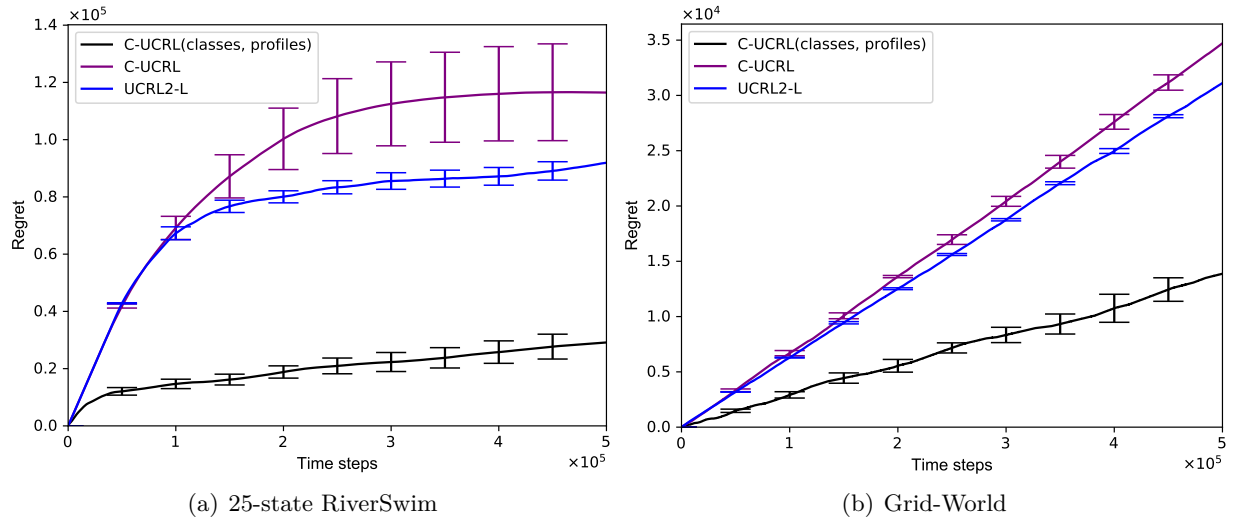 ×10⁵
1.4
1.2
1.0
0.8
0.6
0.4
0.2
0.0
Regret
C-UCRL(classes, profiles)
C-UCRL
UCRL2-L
0 1 2 3 4 5
Time steps
×10⁵
(a) 25-state RiverSwim
×10⁴
3.5
3.0
2.5
2.0
1.5
1.0
0.5
0.0
Regret
C-UCRL(classes, profiles)
C-UCRL
UCRL2-L
0 1 2 3 4 5
Time steps
×10⁵
(b) Grid-World